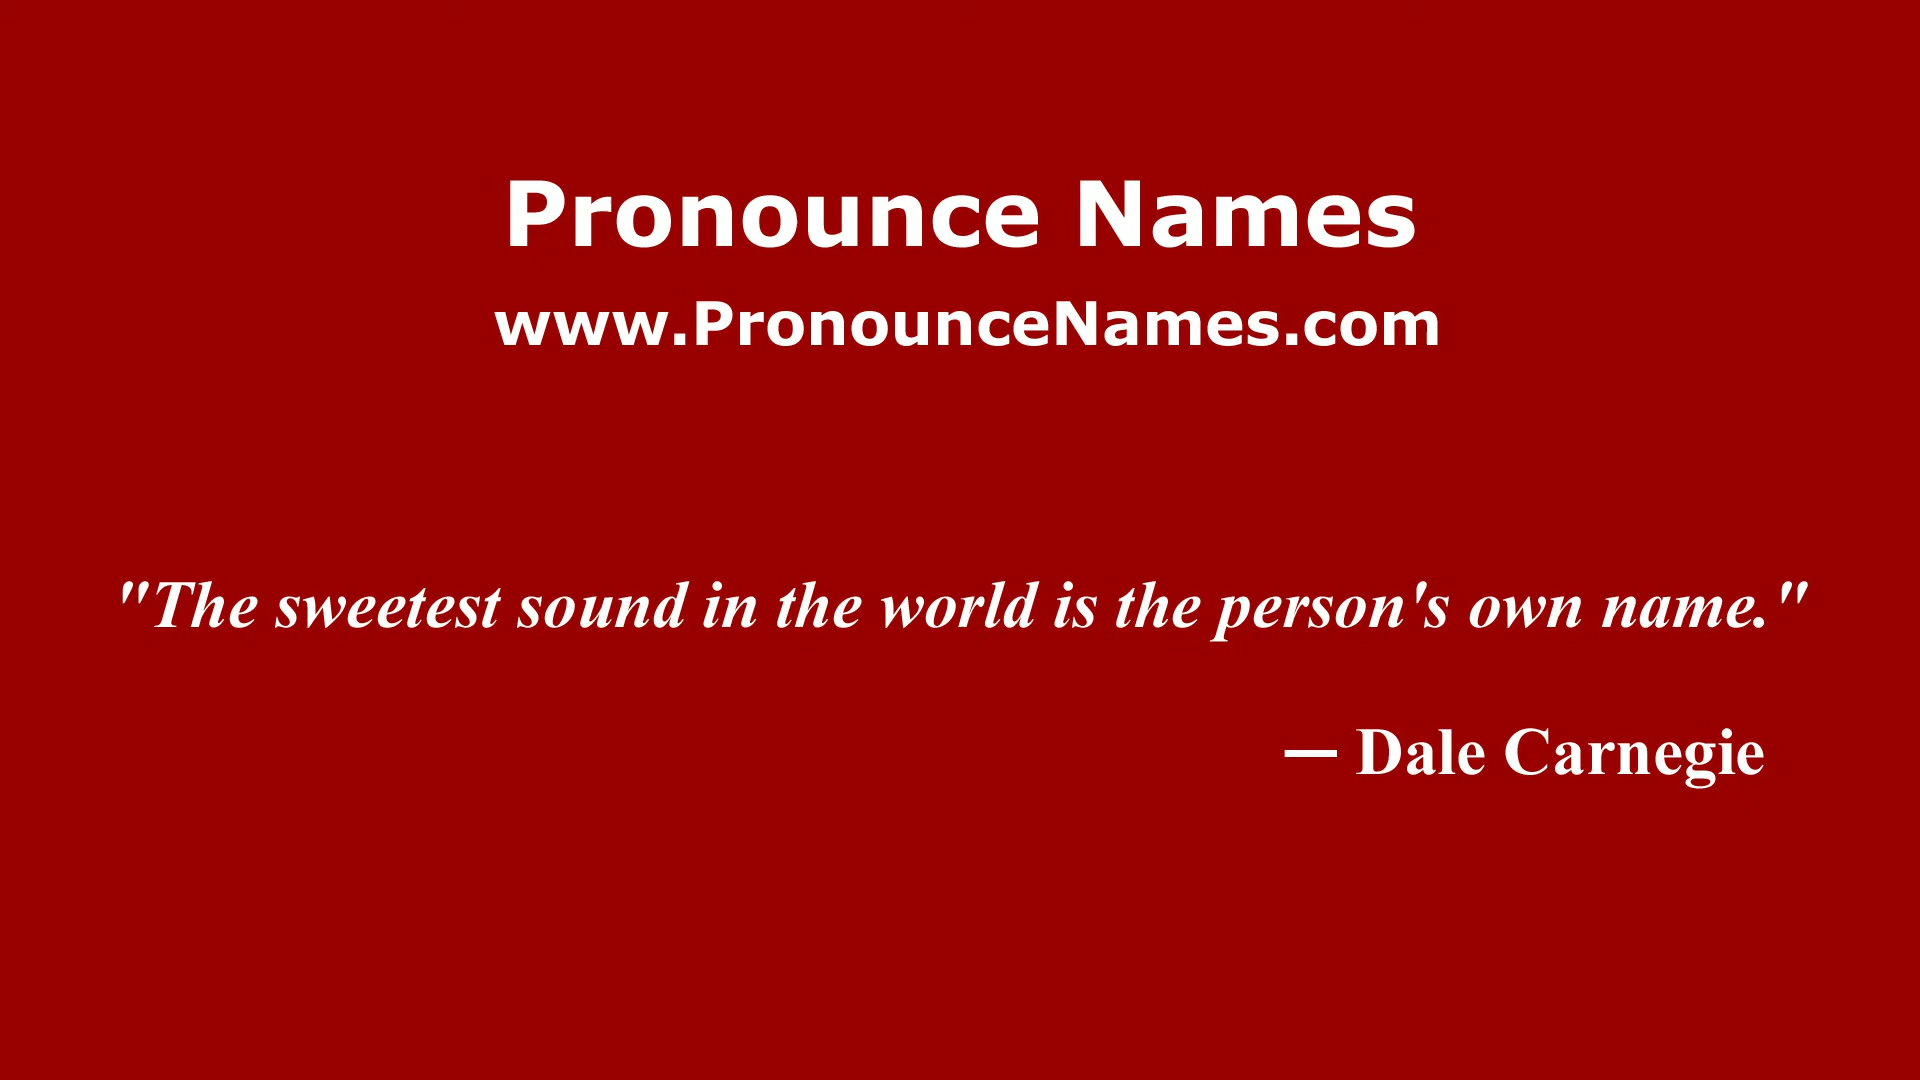 Pronounce Names
www.PronounceNames.com
"The sweetest sound in the world is the person's own name."
— Dale Carnegie